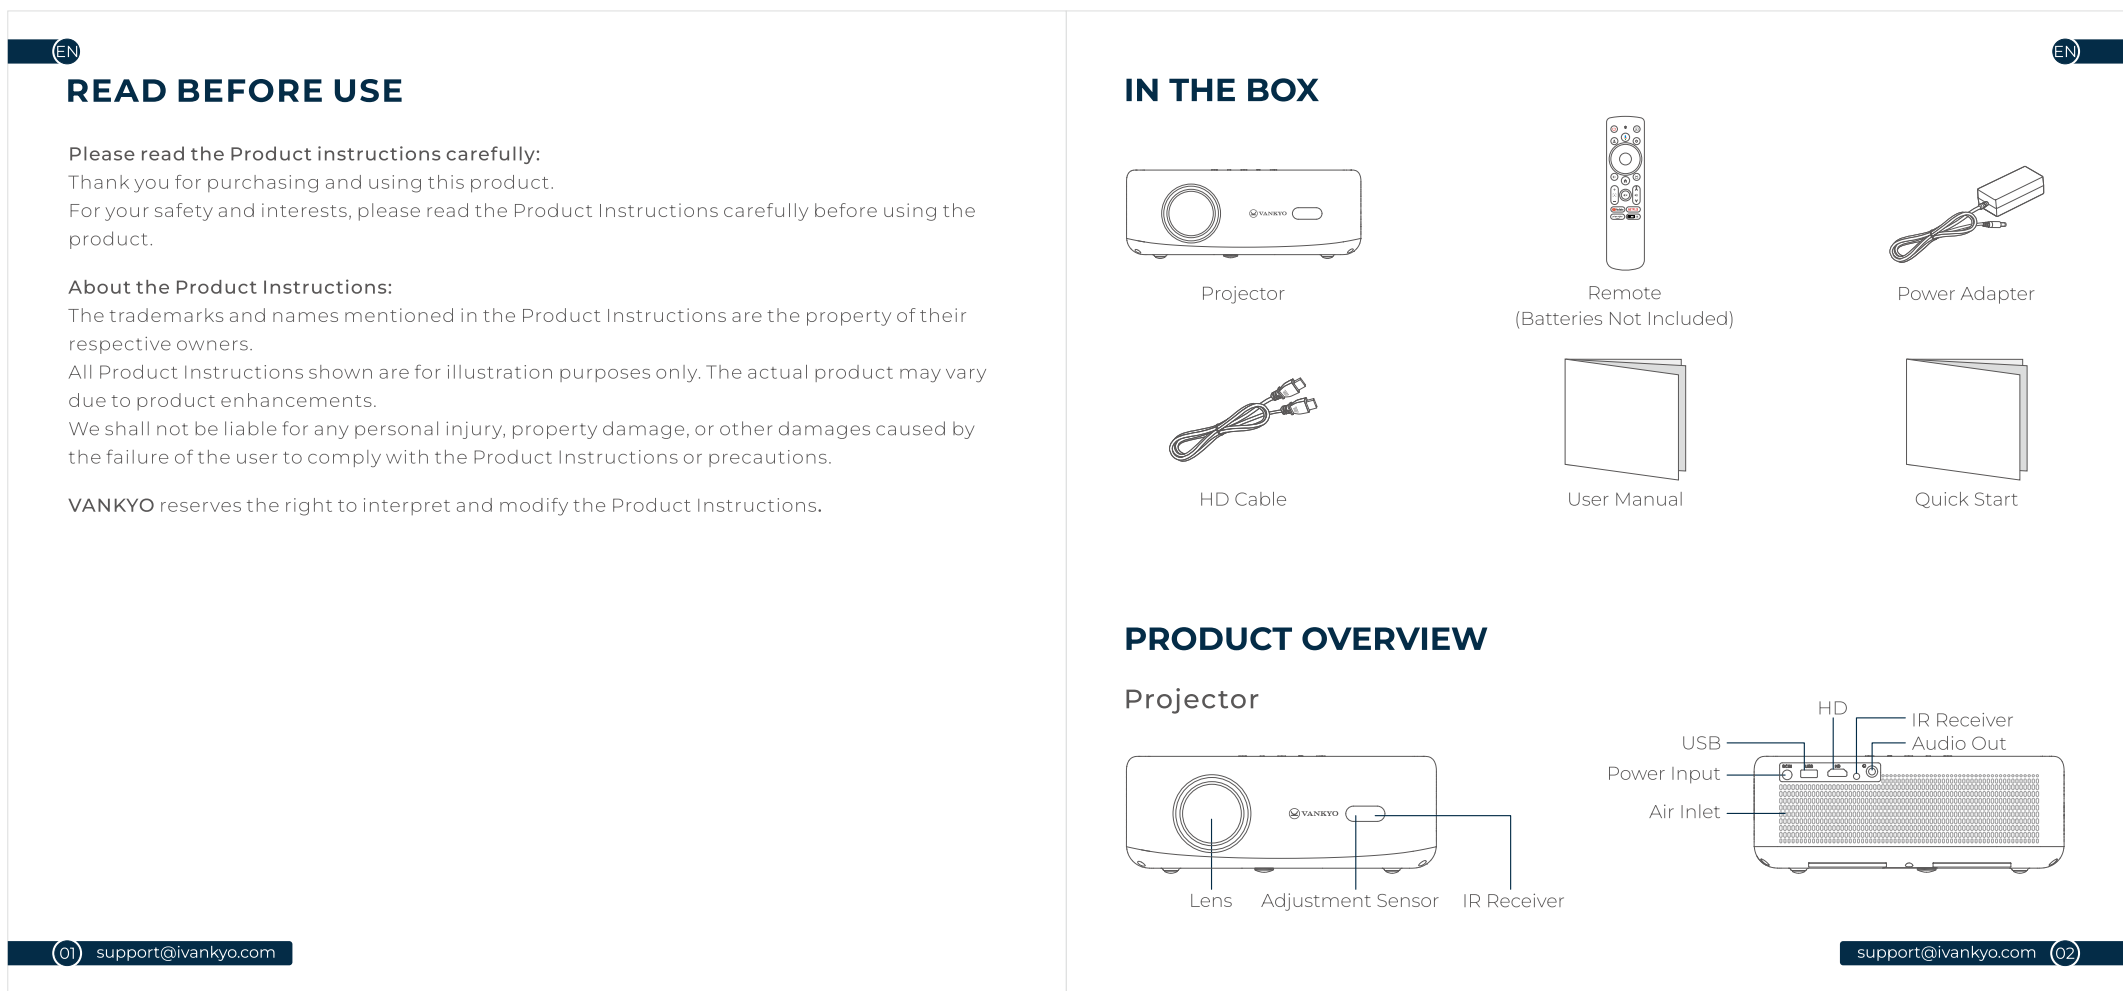 EN
READ BEFORE USE
Please read the Product instructions carefully:
Thank you for purchasing and using this product.
For your safety and interests, please read the Product Instructions carefully before using the
product.
About the Product Instructions:
The trademarks and names mentioned in the Product Instructions are the property of their
respective owners.
All Product Instructions shown are for illustration purposes only. The actual product may vary
due to product enhancements.
We shall not be liable for any personal injury, property damage, or other damages caused by
the failure of the user to comply with the Product Instructions or precautions.
VANKYO reserves the right to interpret and modify the Product Instructions.
01 support@ivankyo.com
EN
IN THE BOX
VANKYO
Projector
Remote
(Batteries Not Included)
Power Adapter
HD Cable
User Manual
Quick Start
PRODUCT OVERVIEW
Projector
VANKYO
Lens
Adjustment Sensor
IR Receiver
HD
IR Receiver
USB
Audio Out
Power Input
Air Inlet
support@ivankyo.com 02